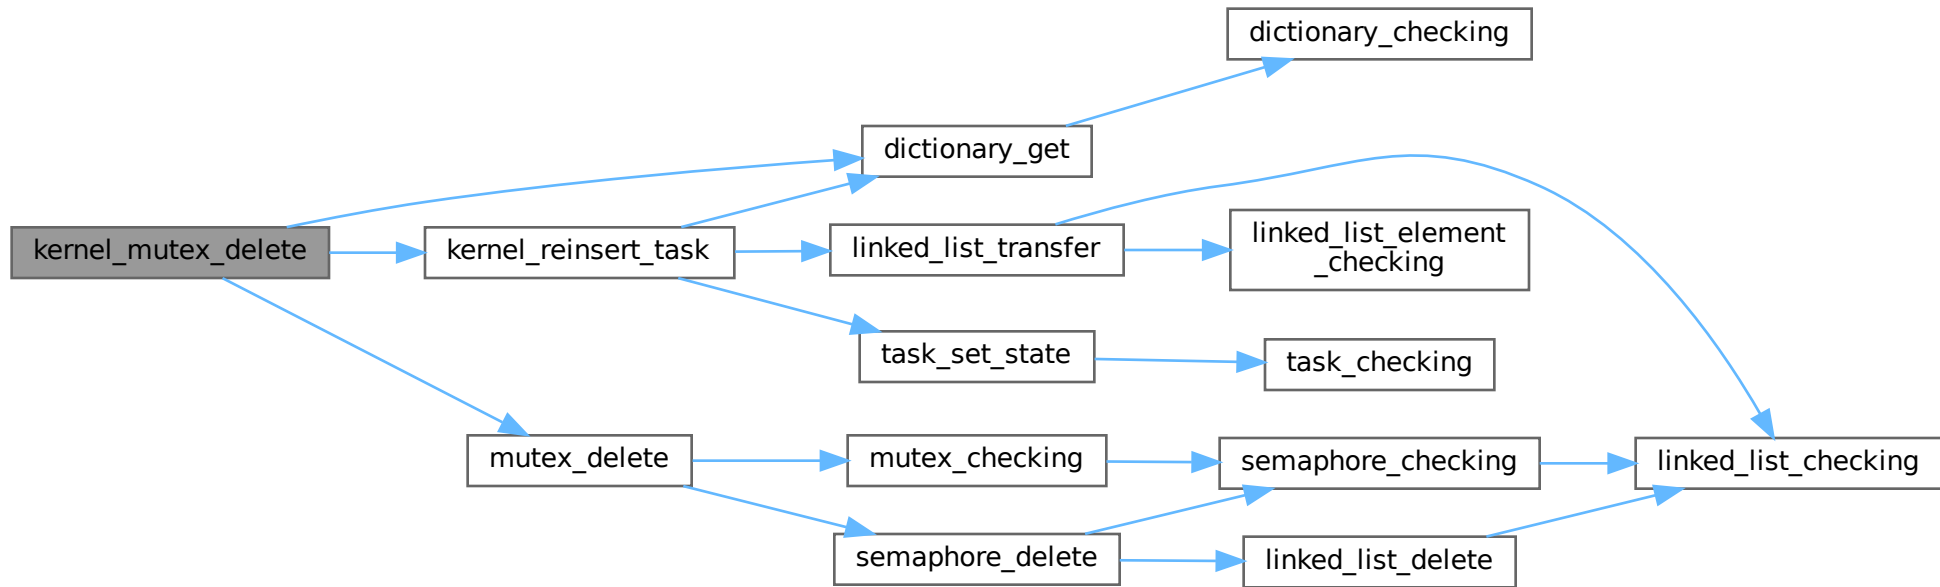 dictionary_checking
dictionary_get
kernel_mutex_delete
kernel_reinsert_task
linked_list_transfer
linked_list_element
_checking
task_set_state
task_checking
mutex_delete
mutex_checking
semaphore_checking
linked_list_checking
semaphore_delete
linked_list_delete